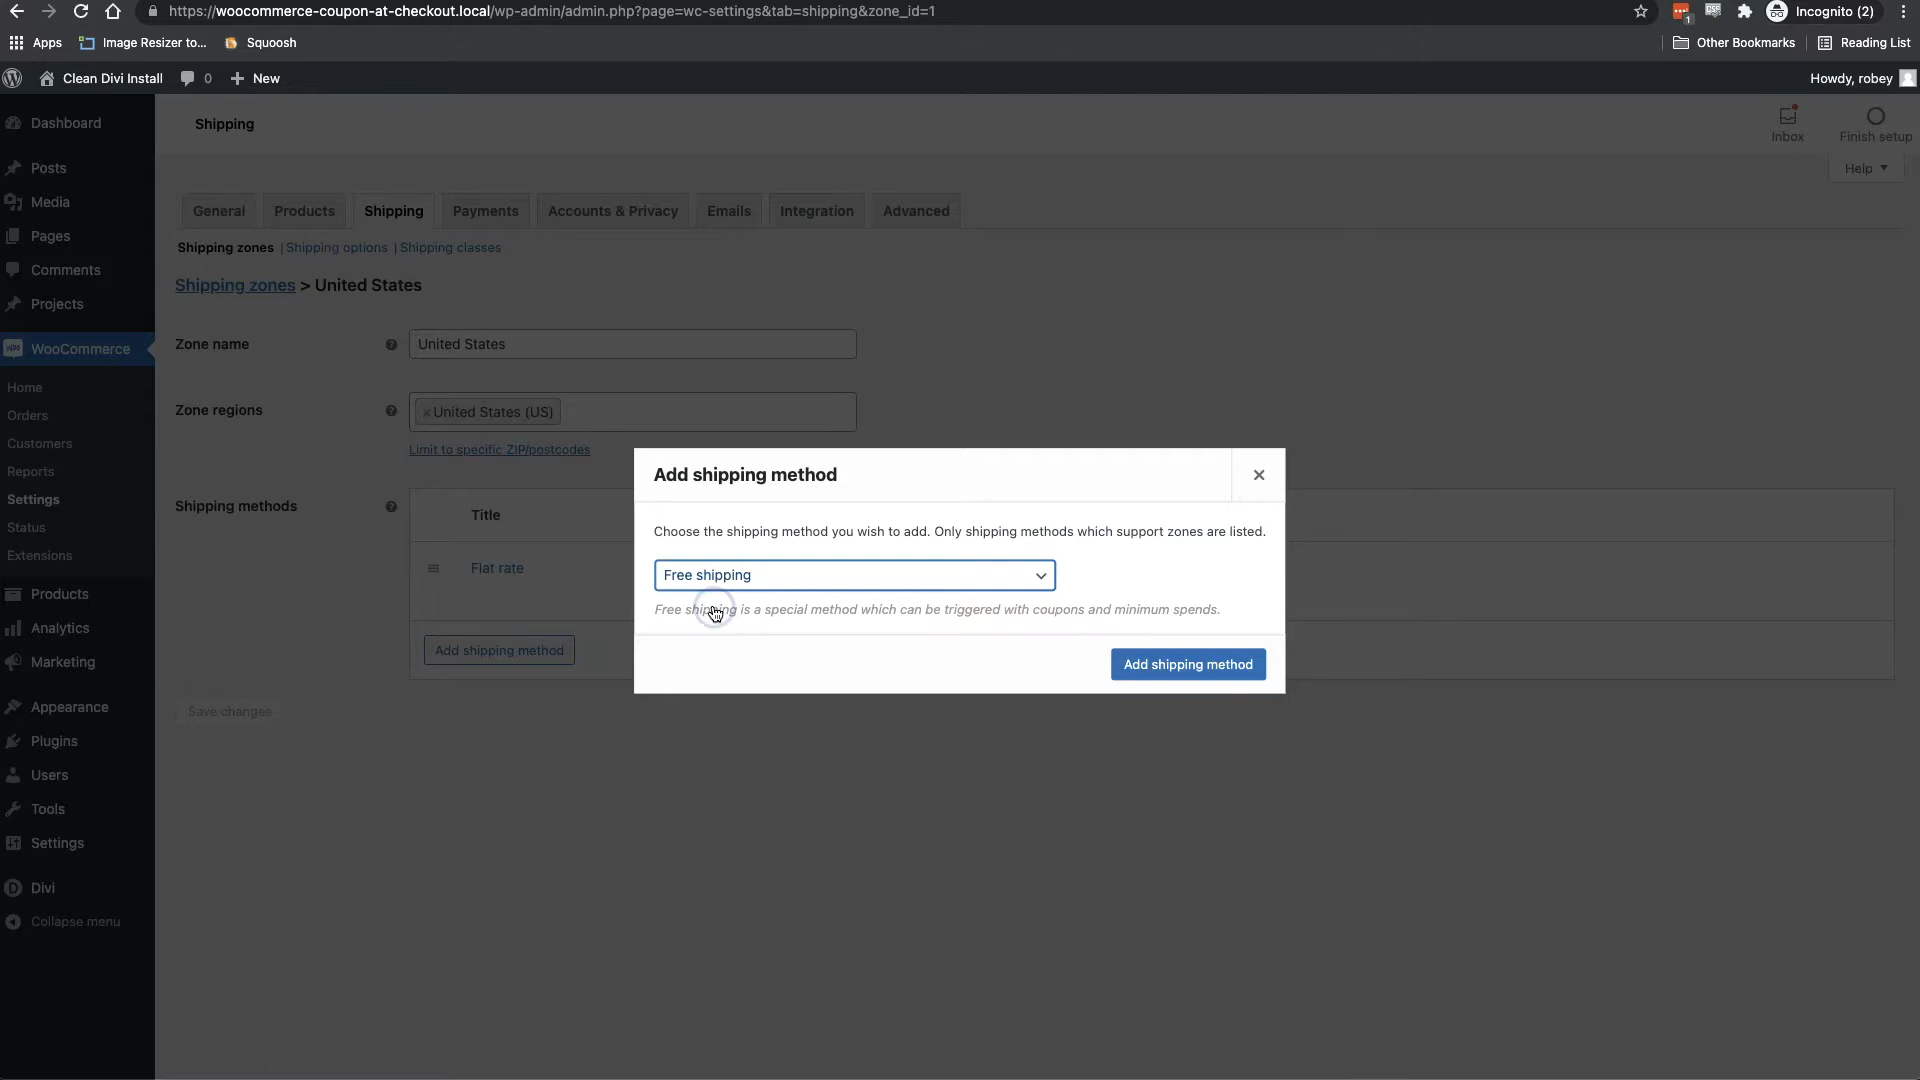 https://woocommerce-coupon-at-checkout.local/wp-admin/admin.php?page=wc-settings&tab=shipping&zone_id=1
1
Incognito (2)
Apps
Image Resizer to...
Squoosh
Other Bookmarks
Reading List
Clean Divi Install
0
New
Howdy, robey
Dashboard
Posts
Media
Pages
Comments
Projects
WooCommerce
Home
Orders
Customers
Reports
Settings
Status
Extensions
Products
Analytics
Marketing
Appearance
Plugins
Users
Tools
Settings
Divi
Collapse menu
Shipping
Inbox
Finish setup
Help
General
Products
Shipping
Payments
Accounts & Privacy
Emails
Integration
Advanced
Shipping zones | Shipping options | Shipping classes
Shipping zones > United States
Zone name
United States
Zone regions
×United States (US)
Limit to specific ZIP/postcodes
Shipping methods
Title
Flat rate
Add shipping method
Save changes
Add shipping method
Choose the shipping method you wish to add. Only shipping methods which support zones are listed.
Free shipping
Free shipping is a special method which can be triggered with coupons and minimum spends.
Add shipping method